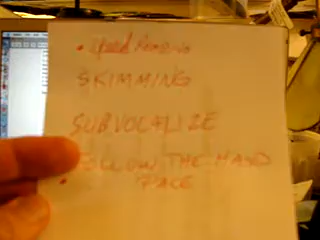 • Speed Reading
SKIMMING
SUBVOCALIZE
FOLLOW THE HAND
PACE